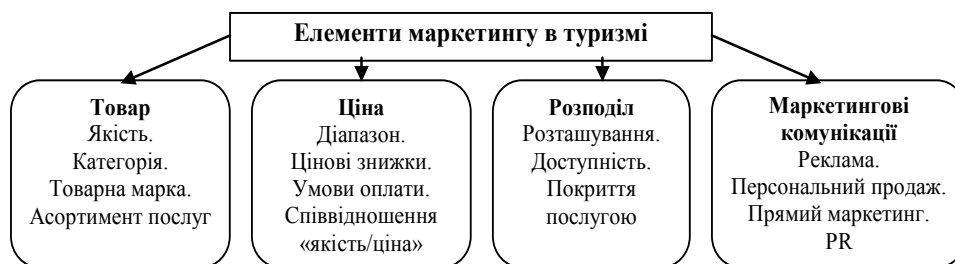 Елементи маркетингу в туризмі
Товар
Якість.
Категорія.
Товарна марка.
Асортимент послуг
Ціна
Діапазон.
Цінові знижки.
Умови оплати.
Співвідношення
«якість/ціна»
Розподіл
Розташування.
Доступність.
Покриття
послугою
Маркетингові
комунікації
Реклама.
Персональний продаж.
Прямий маркетинг.
PR